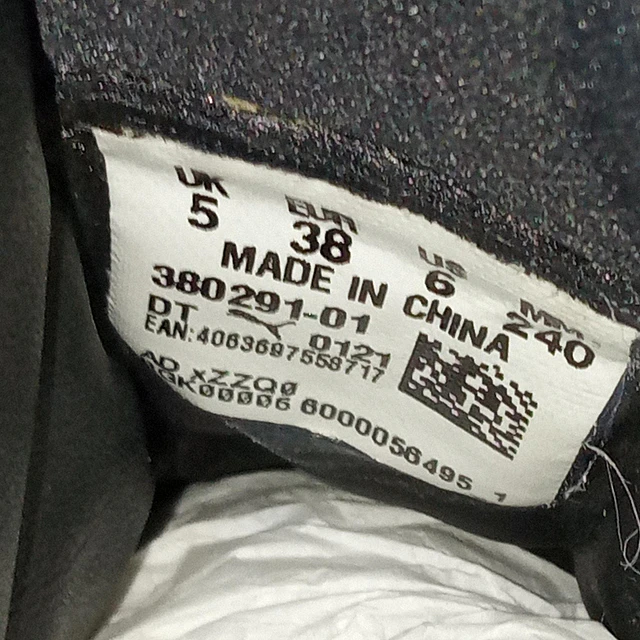 UK EUR US MM
5 38 6 240
MADE IN CHINA
380291-01
DT 0121
EAN:4063697558717
AD xZZQ0
6000056495 1